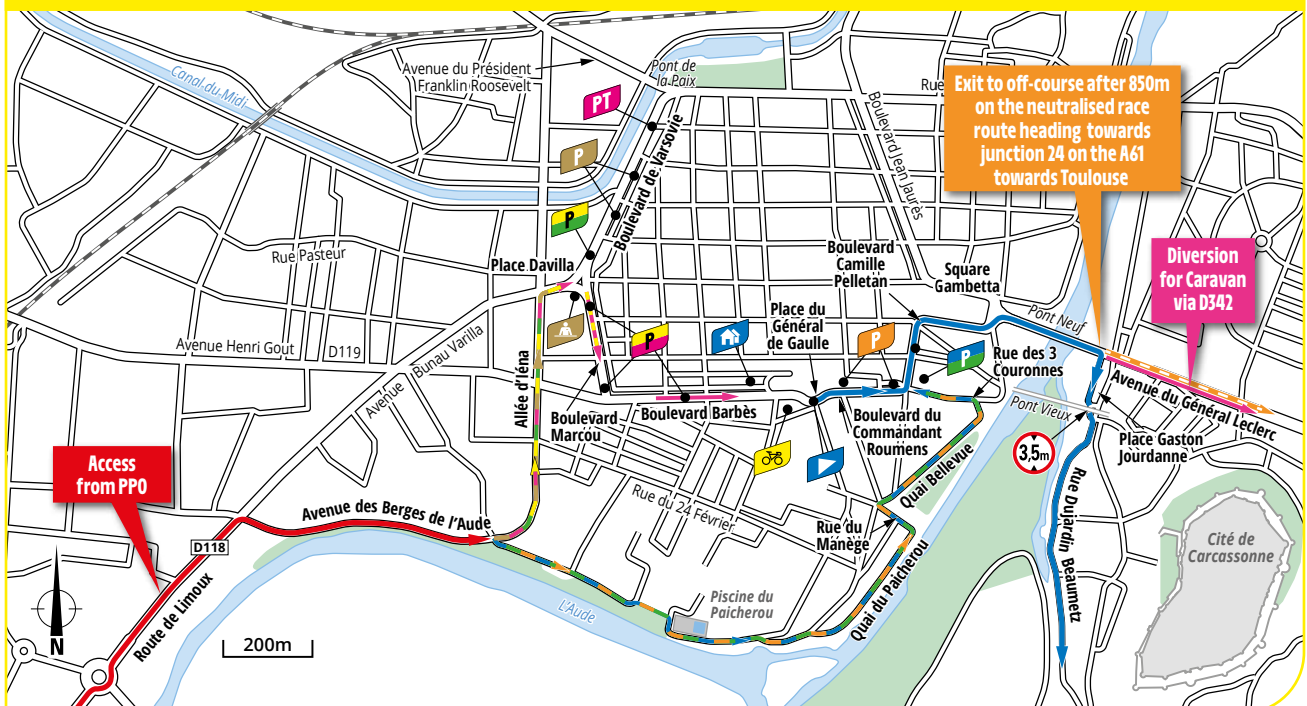 Canal du Midi
Avenue du Président
Franklin Roosevelt
Pont de
la Paix
PT
P
P
Boulevard de Varsovie
Boulevard Jean Jaurès
Rue
Exit to off-course after 850m
on the neutralised race
route heading towards
junction 24 on the A61
towards Toulouse
Rue Pasteur
Place Davilla
Boulevard
Camille
Pelletan
Square
Gambetta
Diversion
for Caravan
via D342
Pont Neuf
Avenue Henri Gout
D119
Avenue Bunau Varilla
Allée d'Iéna
P
Place du
Général
de Gaulle
P
P
Rue des 3
Couronnes
Avenue du Général Leclerc
Boulevard
Marcou
Boulevard Barbès
Boulevard du
Commandant
Roumens
Pont Vieux
3,5m
Place Gaston
Jourdanne
Access
from PPO
Avenue des Berges de l'Aude
Rue du 24 Février
Quai Bellevue
Rue du
Manège
Rue Dujardin Beaumetz
Cité de
Carcassonne
D118
Route de Limoux
L'Aude
Piscine du
Paicherou
Quai du Paicherou
N
200m